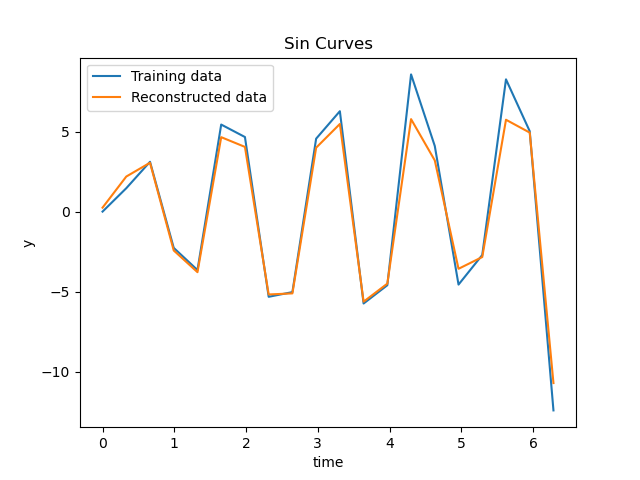 Sin Curves
Training data
Reconstructed data
5
0
−5
−10
y
0 1 2 3 4 5 6
time